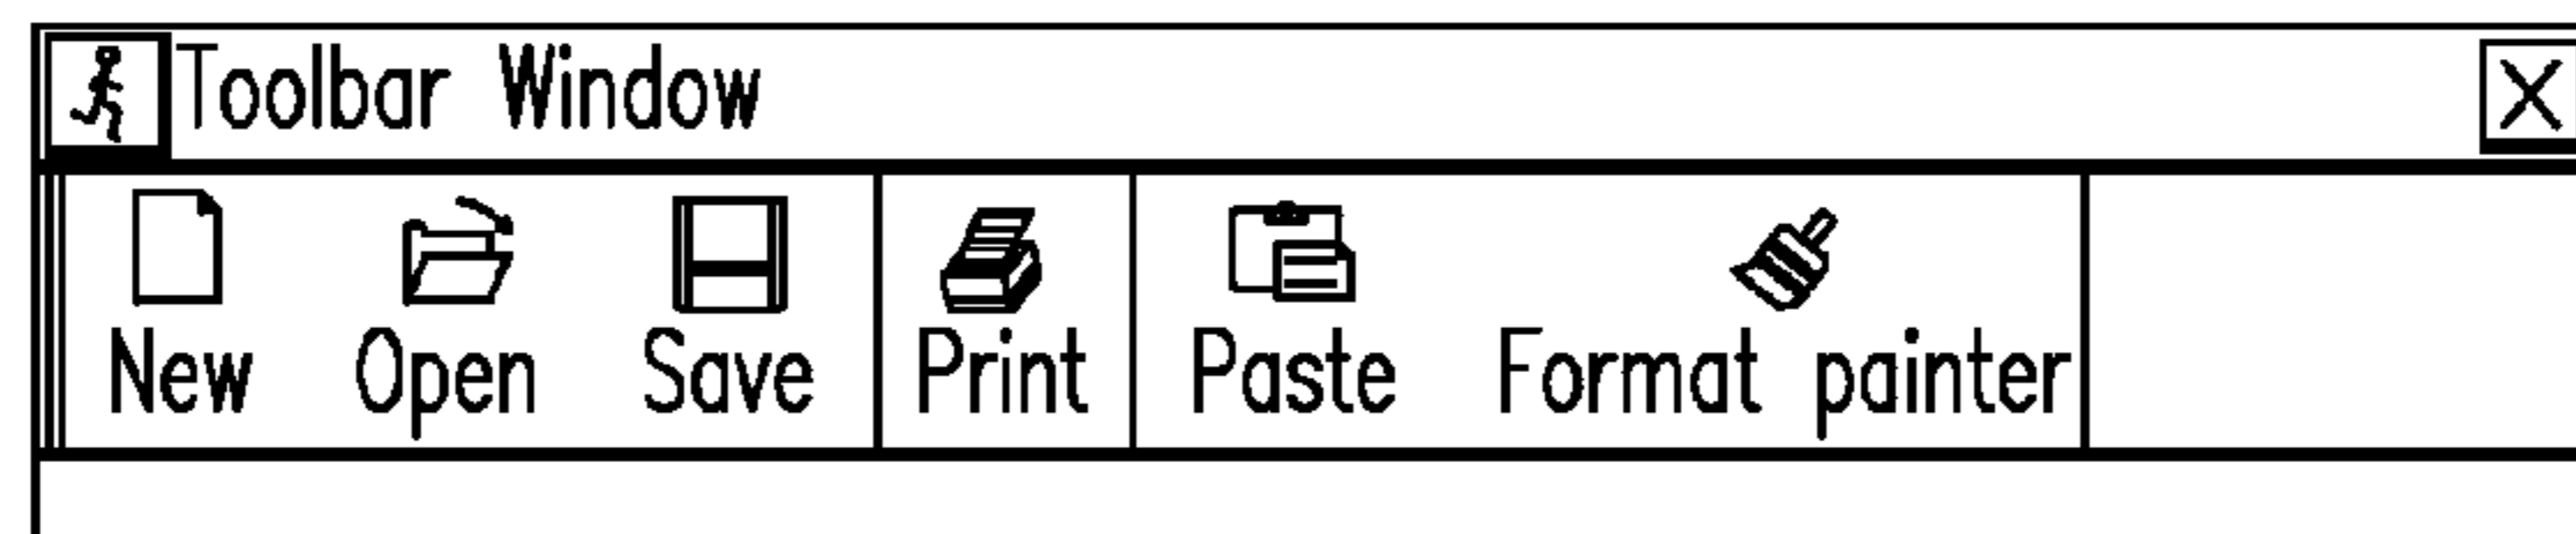 Toolbar Window
New Open Save Print Paste Format painter